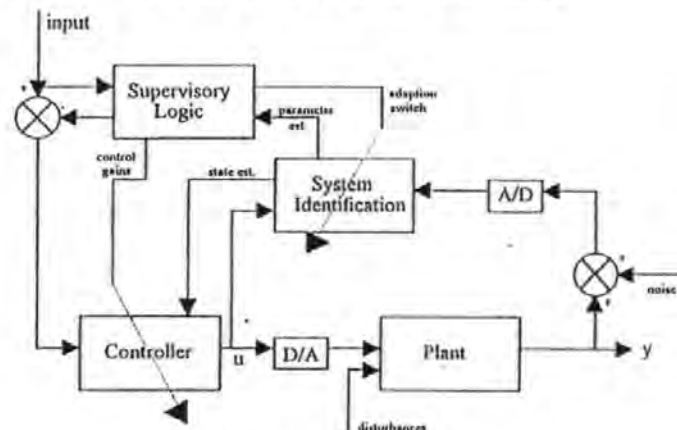 input
Supervisory
Logic
adaption
switch
parameter
est
control
gains
state est.
System
Identification
A/D
noise
Controller
u
D/A
Plant
y
disturbances